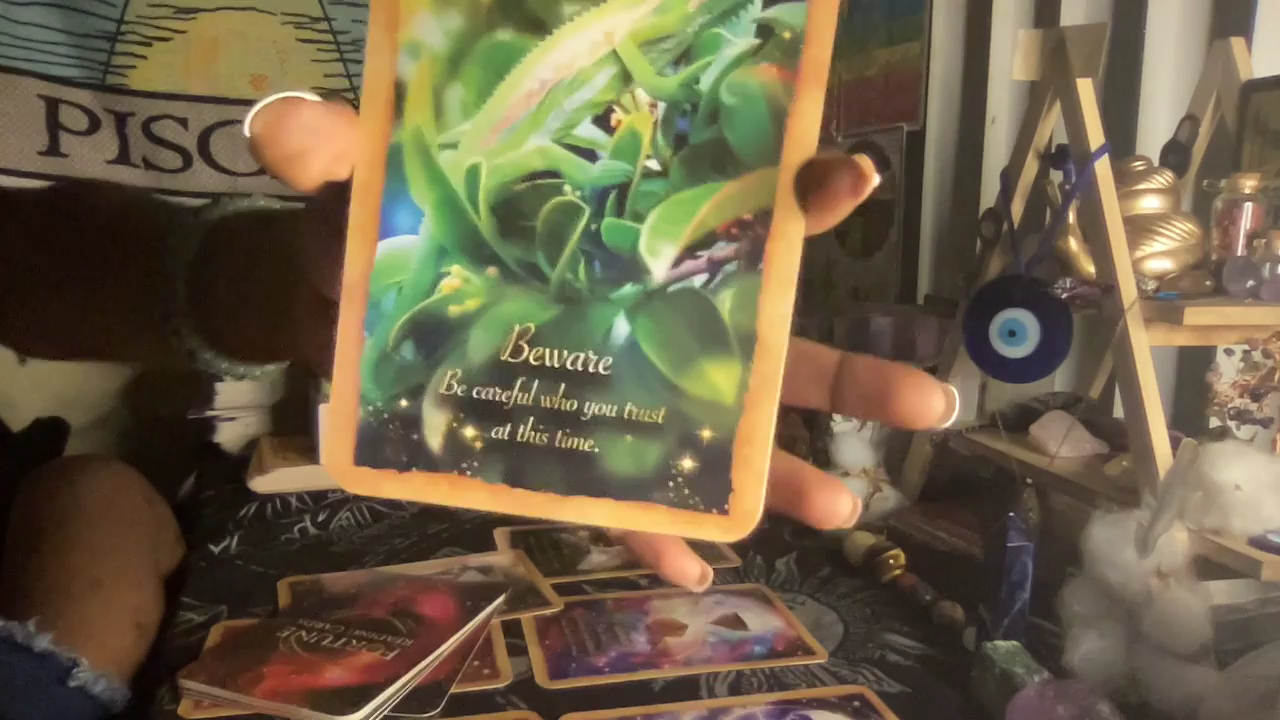 PISC
Beware
Be careful who you trust
at this time.
FORTUNE
READING CARDS